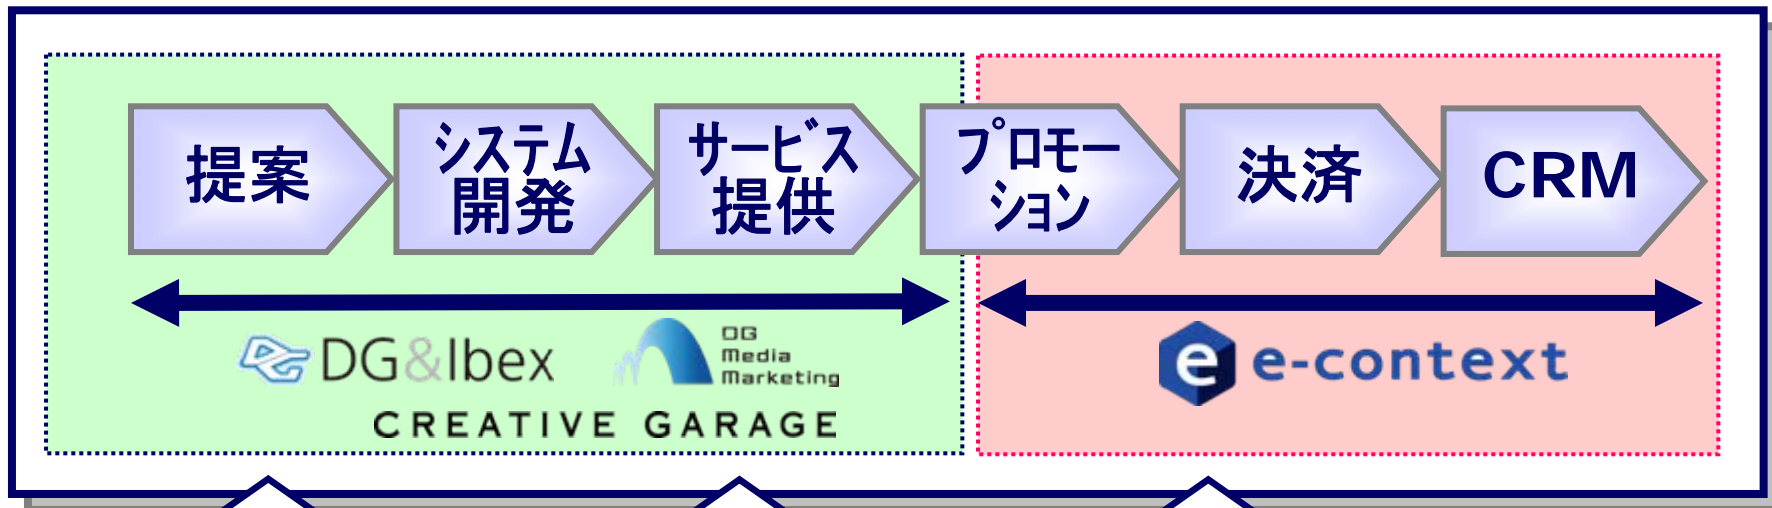 提案
システム
開発
サービス
提供
プロモー
ション
決済
CRM
DG&Ibex
DG
Media
Marketing
CREATIVE GARAGE
e
e-context